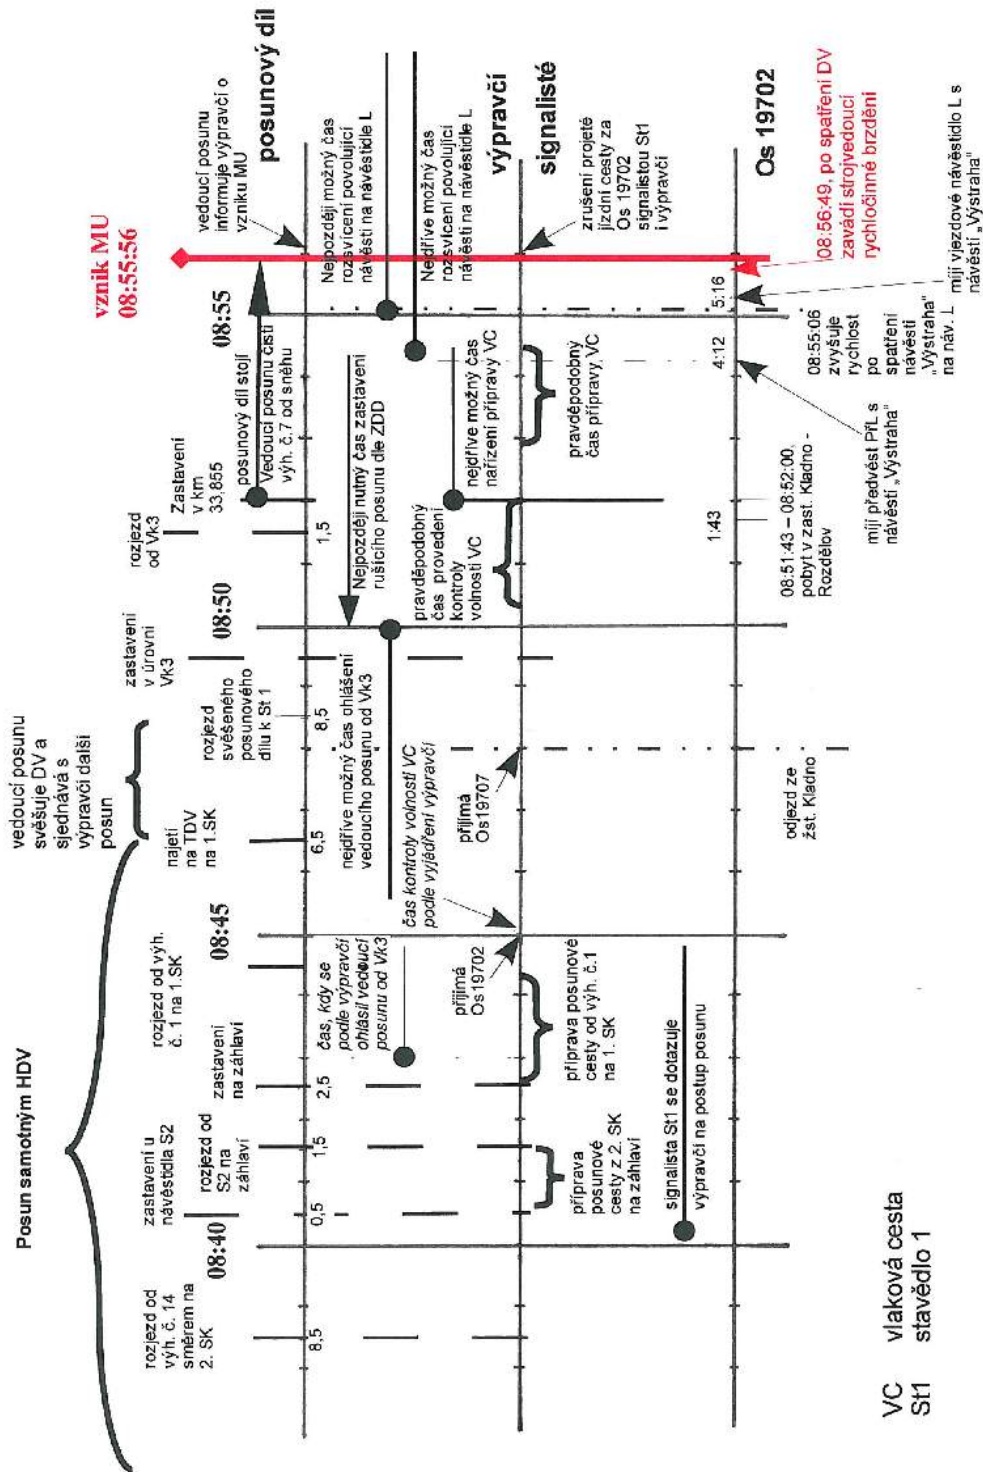 Posun samotným HDV
vedoucí posunu
svěšuje DV a
sjednává s
výpravčí další
posun
rozjezd od
výh. č. 14
směrem na
2. SK
zastavení u
návěstidla S2
rozjezd od
S2 na
záhlaví
zastavení
na záhlaví
rozjezd od výh.
č. 1 na 1.SK
najetí
na TDV
na 1.SK
rozjezd
svěšeného
posunového
dílu k St 1
zastavení
v úrovni
Vk3
rozjezd
od Vk3
Zastavení
v km
33,855
vznik MU
08:55:56
08:40
08:45
08:50
08:55
8,5
0,5
1,5
2,5
6,5
8,5
1,5
posunový díl stojí
Vedoucí posunu čistí
výh. č.7 od sněhu
vedoucí posunu
informuje výpravčí o
vzniku MU
posunový díl
čas, kdy se
podle výpravčí
ohlásil vedoucí
posunu od Vk3
nejdříve možný čas ohlášení
vedoucího posunu od Vk3
čas kontroly volnosti VC
podle vyjádření výpravčí
Nejpozději nutný čas zastavení
rušícího posunu dle ZDD
pravděpodobný
čas provedení
kontroly
volnosti VC
nejdříve možný čas
nařízení přípravy VC
Nejpozději možný čas
rozsvícení povolující
návěsti na návěstidle L
Nejdříve možný čas
rozsvícení povolující
návěsti na návěstidle L
výpravčí
signalisté
přijímá
Os19702
přijímá
Os19707
příprava
posunové
cesty z 2. SK
na záhlaví
příprava posunové
cesty od výh. č.1
na 1. SK
pravděpodobný
čas přípravy VC
zrušení projeté
jízdní cesty za
Os 19702
signalistou St1
i výpravčí
signalista St1 se dotazuje
výpravčí na postup posunu
1:43
4:12
5:16
Os 19702
odjezd ze
žst. Kladno
08:51:43 – 08:52:00,
pobyt v zast. Kladno -
Rozdělov
míjí předvěst PřL s
návěstí „Výstraha“
08:55:06
zvyšuje
rychlost
po
spatření
návěsti
„Výstraha“
na náv. L
míjí vjezdové návěstidlo L s
návěstí „Výstraha“
08:56:49, po spatření DV
zavádí strojvedoucí
rychločinné brzdění
VC vlaková cesta
St1 stavědlo 1